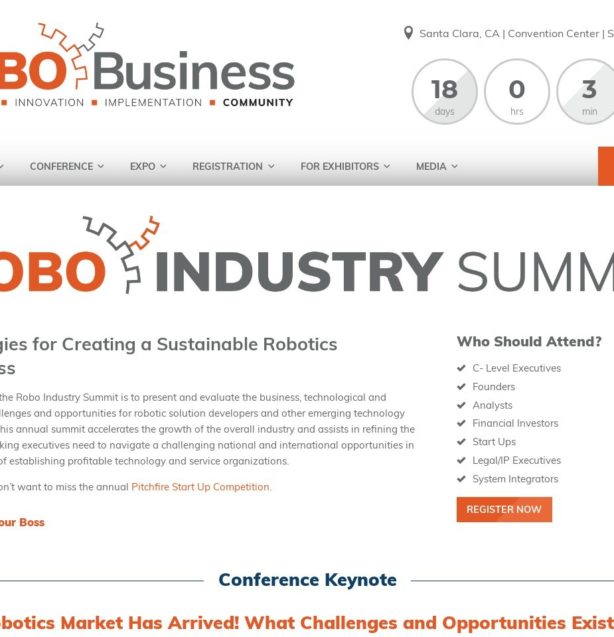 BO Business
Santa Clara, CA | Convention Center | S
INNOVATION ■ IMPLEMENTATION ■ COMMUNITY
18 0 3
days hrs min
CONFERENCE EXPO REGISTRATION FOR EXHIBITORS MEDIA
OBO INDUSTRY SUMM
gies for Creating a Sustainable Robotics
ss
the Robo Industry Summit is to present and evaluate the business, technological and
llenges and opportunities for robotic solution developers and other emerging technology
his annual summit accelerates the growth of the overall industry and assists in refining the
king executives need to navigate a challenging national and international opportunities in
of establishing profitable technology and service organizations.
on't want to miss the annual Pitchfire Start Up Competition.
our Boss
Who Should Attend?
✔ C- Level Executives
✔ Founders
✔ Analysts
✔ Financial Investors
✔ Start Ups
✔ Legal/IP Executives
✔ System Integrators
REGISTER NOW
Conference Keynote
obotics Market Has Arrived! What Challenges and Opportunities Exist